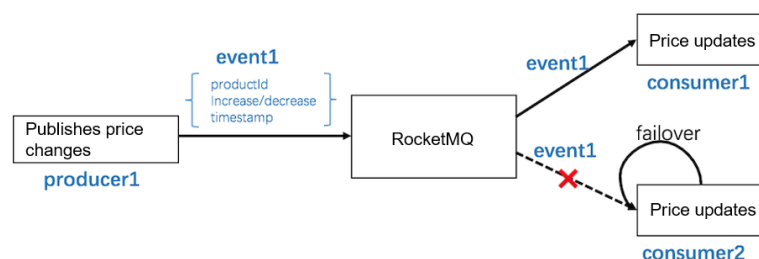 event1
productId
increase/decrease
timestamp
Publishes price
changes
producer1
RocketMQ
event1
Price updates
consumer1
event1
failover
Price updates
consumer2